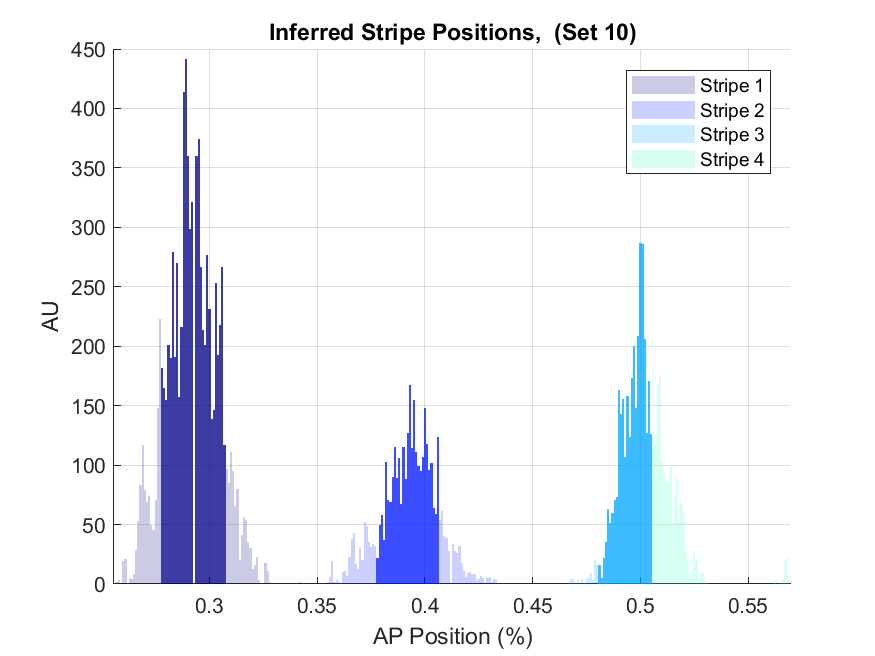 Inferred Stripe Positions,  (Set 10)
450
400
350
300
250
200
150
100
50
0
AU
Stripe 1
Stripe 2
Stripe 3
Stripe 4
0.3 0.35 0.4 0.45 0.5 0.55
AP Position (%)